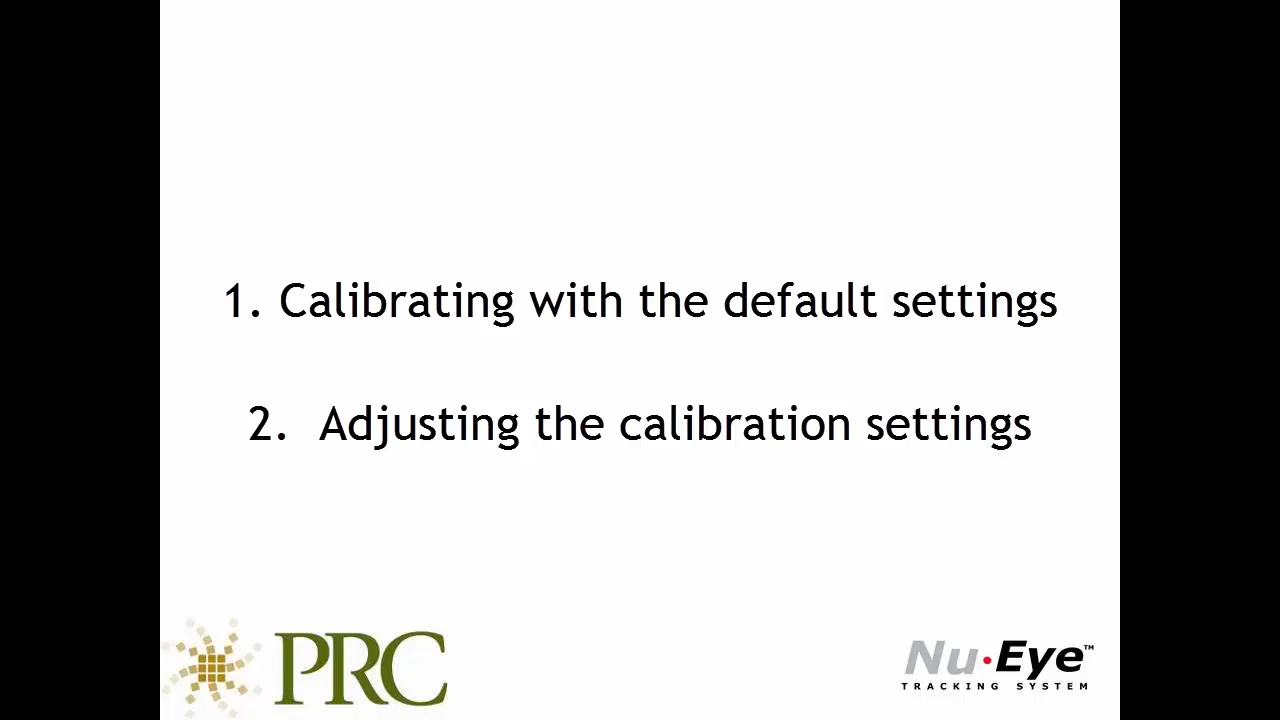 1. Calibrating with the default settings
2. Adjusting the calibration settings
PRC
Nu·Eye™
TRACKING SYSTEM